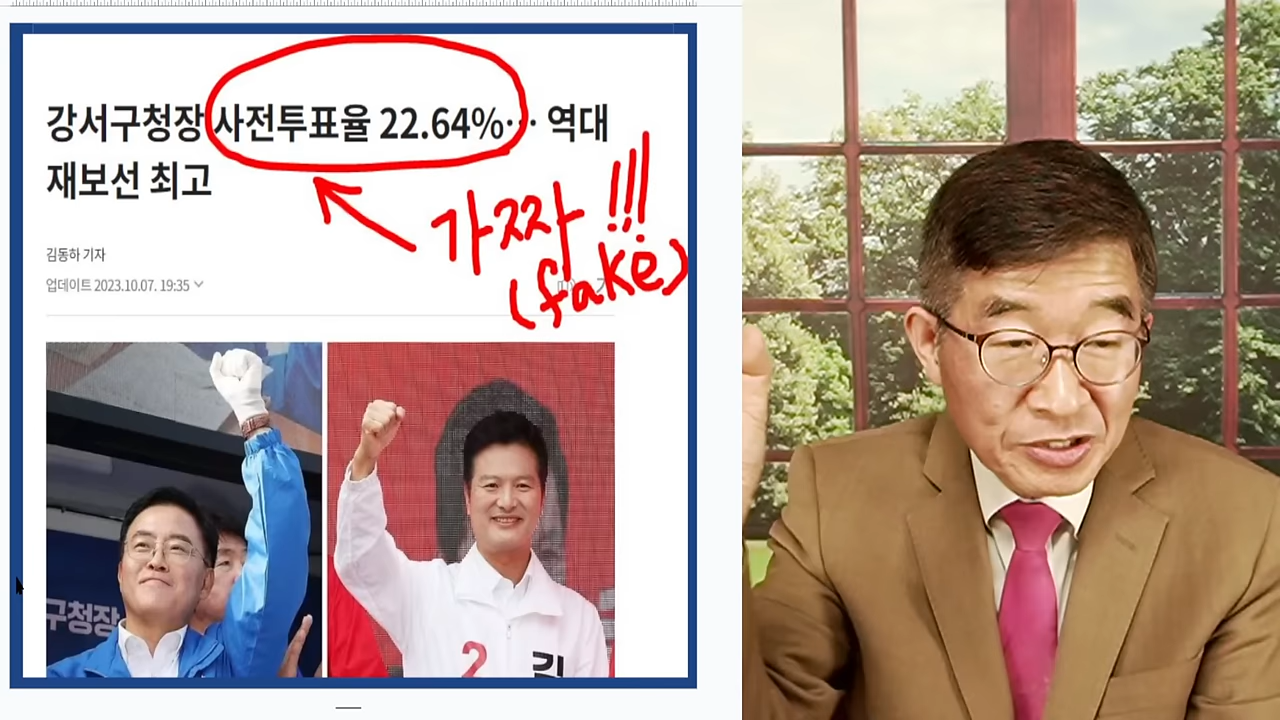 강서구청장 사전투표율 22.64%… 역대
재보선 최고
가짜!!!
(fake)
김동하 기자
업데이트 2023.10.07. 19:35
구청장
2
김